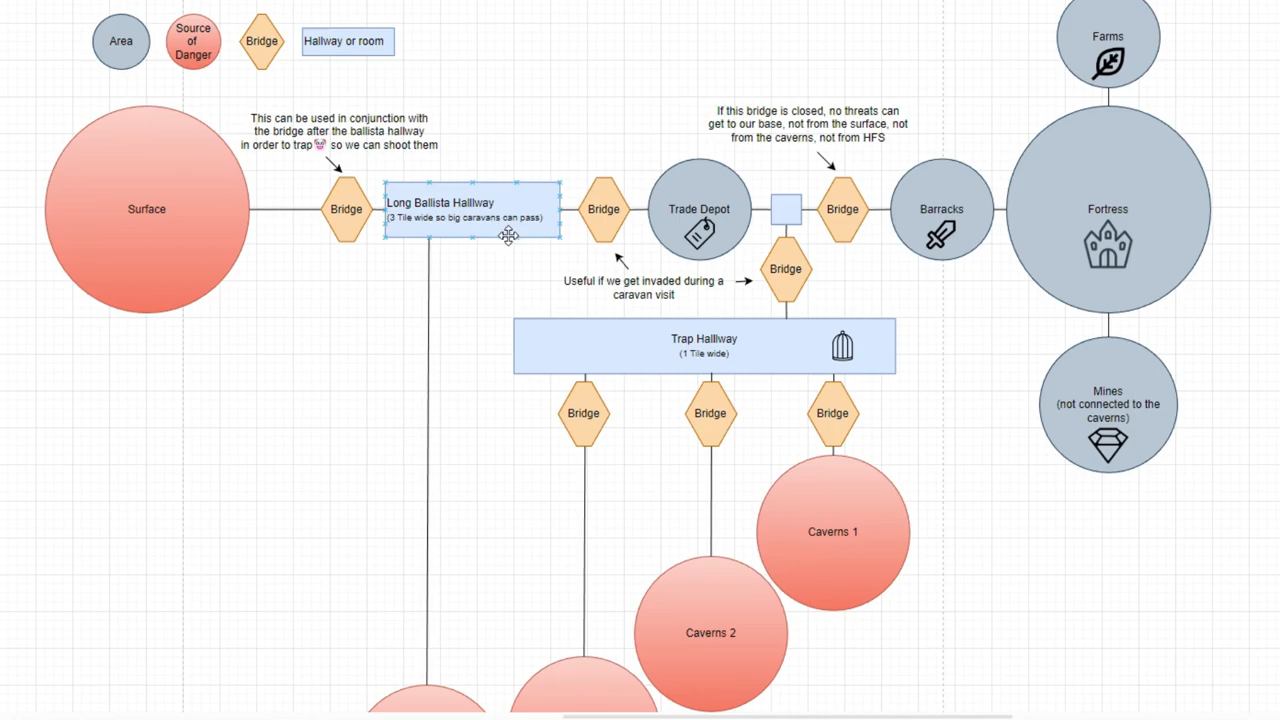 Area
Source
of
Danger
Bridge
Hallway or room
Farms
This can be used in conjunction with
the bridge after the ballista hallway
in order to trap🤡 so we can shoot them
If this bridge is closed, no threats can
get to our base, not from the surface, not
from the caverns, not from HFS
Surface
Bridge
Long Ballista Halllway
(3 Tile wide so big caravans can pass)
Bridge
Trade Depot
Bridge
Barracks
Fortress
Bridge
Useful if we get invaded during a
caravan visit
Trap Halllway
(1 Tile wide)
Bridge
Bridge
Bridge
Mines
(not connected to the
caverns)
Caverns 1
Caverns 2